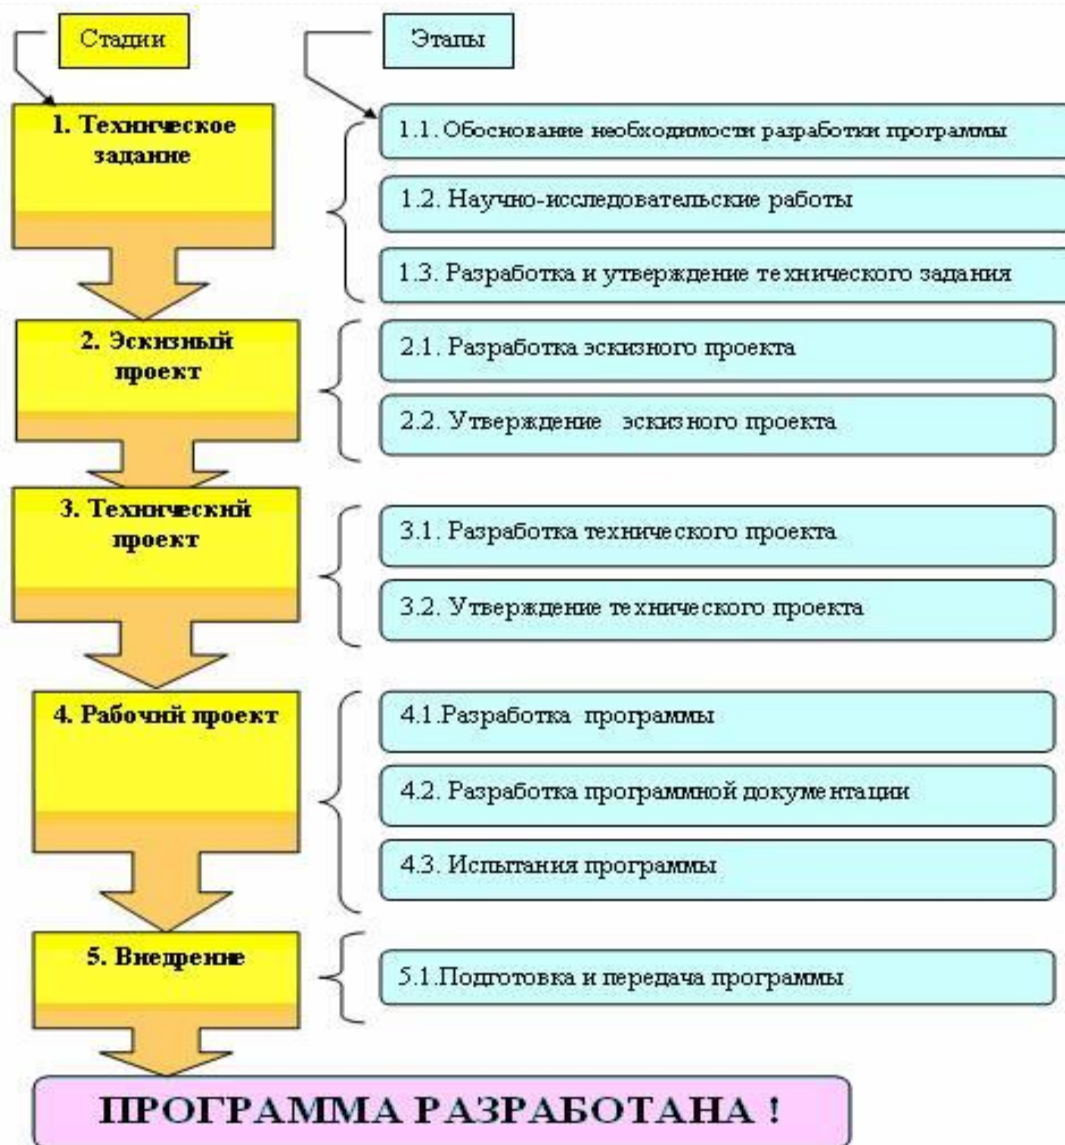 Стадии
Этапы
1. Техническое
задание
1.1. Обоснование необходимости разработки программы
1.2. Научно-исследовательские работы
1.3. Разработка и утверждение технического задания
2. Эскизный
проект
2.1. Разработка эскизного проекта
2.2. Утверждение эскизного проекта
3. Технический
проект
3.1. Разработка технического проекта
3.2. Утверждение технического проекта
4. Рабочий проект
4.1.Разработка программы
4.2. Разработка программной документации
4.3. Испытания программы
5. Внедрение
5.1.Подготовка и передача программы
ПРОГРАММА РАЗРАБОТАНА !